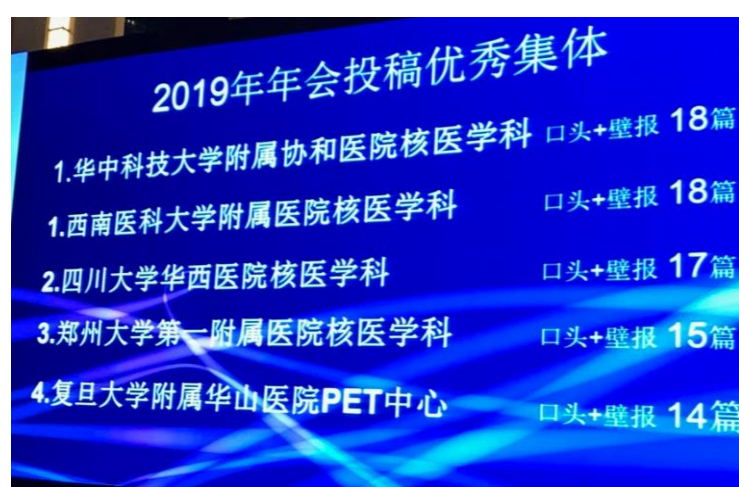 2019年年会投稿优秀集体
1.华中科技大学附属协和医院核医学科 口头+壁报 18篇
1.西南医科大学附属医院核医学科 口头+壁报 18篇
2.四川大学华西医院核医学科 口头+壁报 17篇
3.郑州大学第一附属医院核医学科 口头+壁报 15篇
4.复旦大学附属华山医院PET中心 口头+壁报 14篇